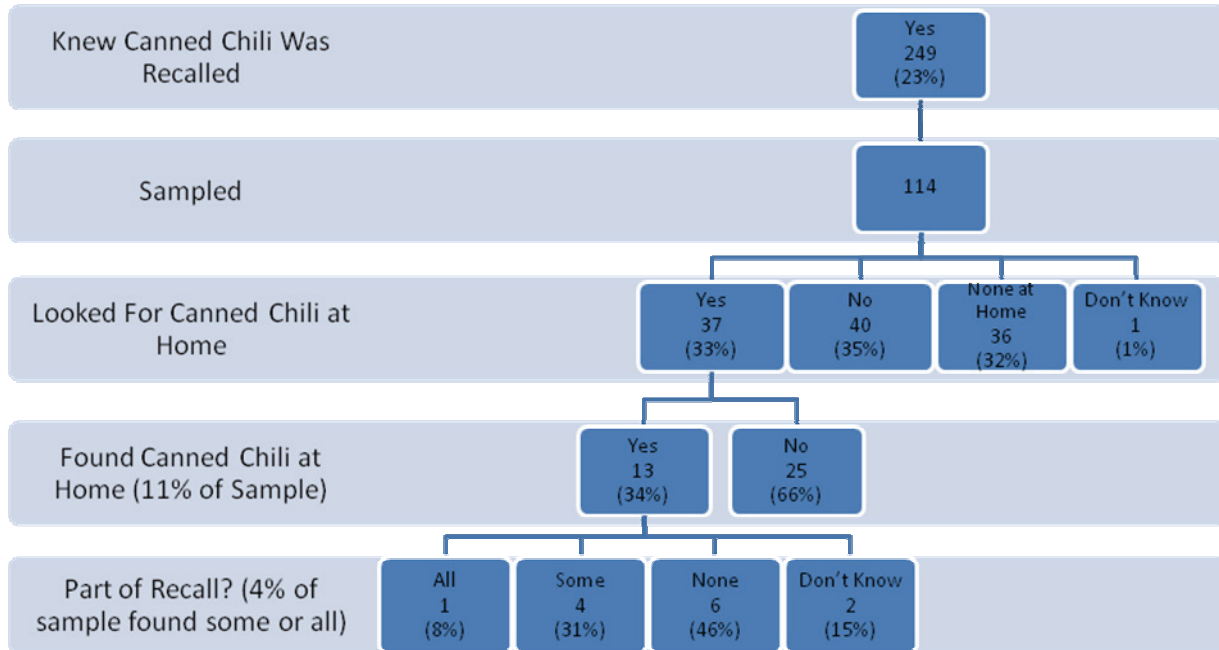 Knew Canned Chili Was
Recalled
Yes
249
(23%)
Sampled
114
Looked For Canned Chili at
Home
Yes
37
(33%)
No
40
(35%)
None at
Home
36
(32%)
Don't Know
1
(1%)
Found Canned Chili at
Home (11% of Sample)
Yes
13
(34%)
No
25
(66%)
Part of Recall? (4% of
sample found some or all)
All
1
(8%)
Some
4
(31%)
None
6
(46%)
Don't Know
2
(15%)